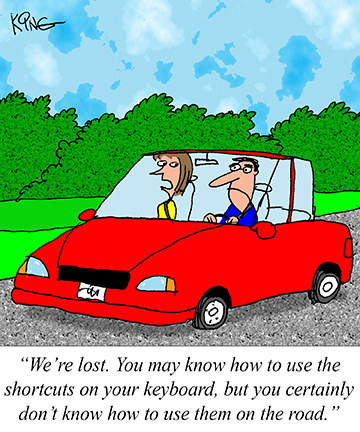 KING
“We’re lost. You may know how to use the
shortcuts on your keyboard, but you certainly
don’t know how to use them on the road.”